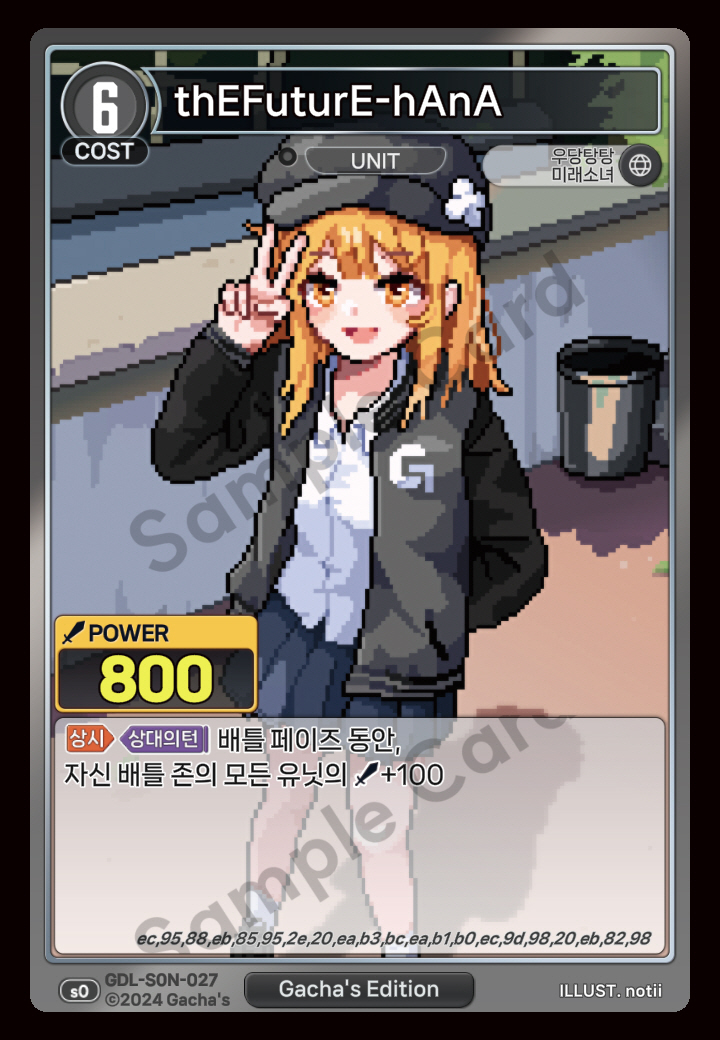 6
COST
thEFuturE-hAnA
UNIT
우당탕탕
미래소녀
G
Sample Card
POWER
800
상시 상대의턴 배틀 페이즈 동안,
자신 배틀 존의 모든 유닛의 +100
Sample Card
ec,95,88,eb,85,95,2e,20,ea,b3,bc,ea,b1,b0,ec,9d,98,20,eb,82,98
s0
GDL-S0N-027
©2024 Gacha's
Gacha's Edition
ILLUST. notii